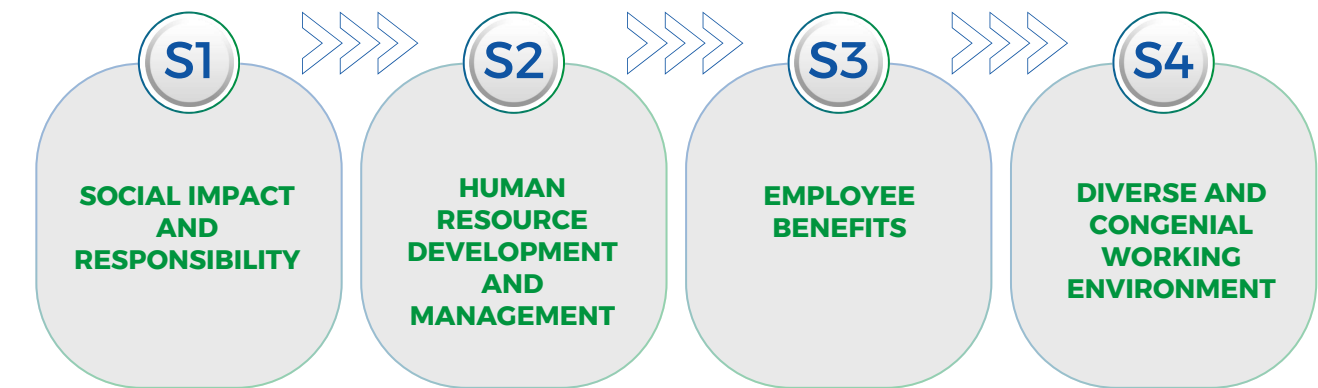 S1
SOCIAL IMPACT
AND
RESPONSIBILITY
S2
HUMAN
RESOURCE
DEVELOPMENT
AND
MANAGEMENT
S3
EMPLOYEE
BENEFITS
S4
DIVERSE AND
CONGENIAL
WORKING
ENVIRONMENT